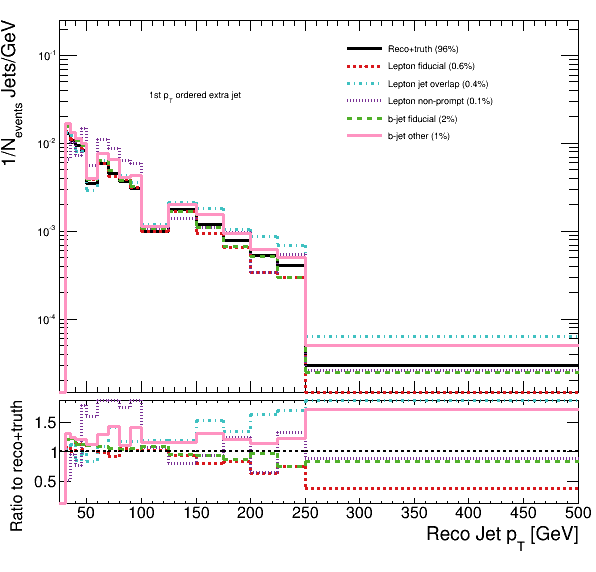 1/N_events Jets/GeV
10^-1
10^-2
10^-3
10^-4
1st p_T ordered extra jet
Reco+truth (96%)
Lepton fiducial (0.6%)
Lepton jet overlap (0.4%)
Lepton non-prompt (0.1%)
b-jet fiducial (2%)
b-jet other (1%)
Ratio to reco+truth
1.5
1
0.5
50 100 150 200 250 300 350 400 450 500
Reco Jet p_T [GeV]